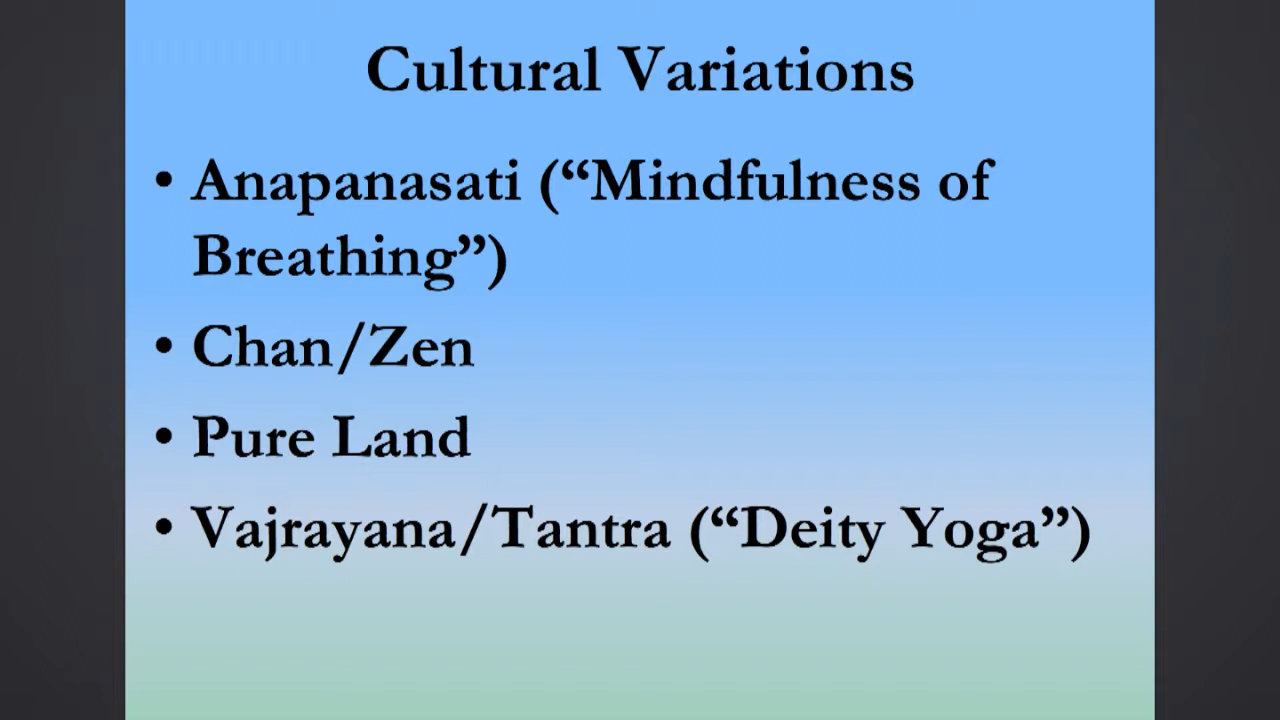 Cultural Variations
• Anapanasati (“Mindfulness of
Breathing”)
• Chan/Zen
• Pure Land
• Vajrayana/Tantra (“Deity Yoga”)